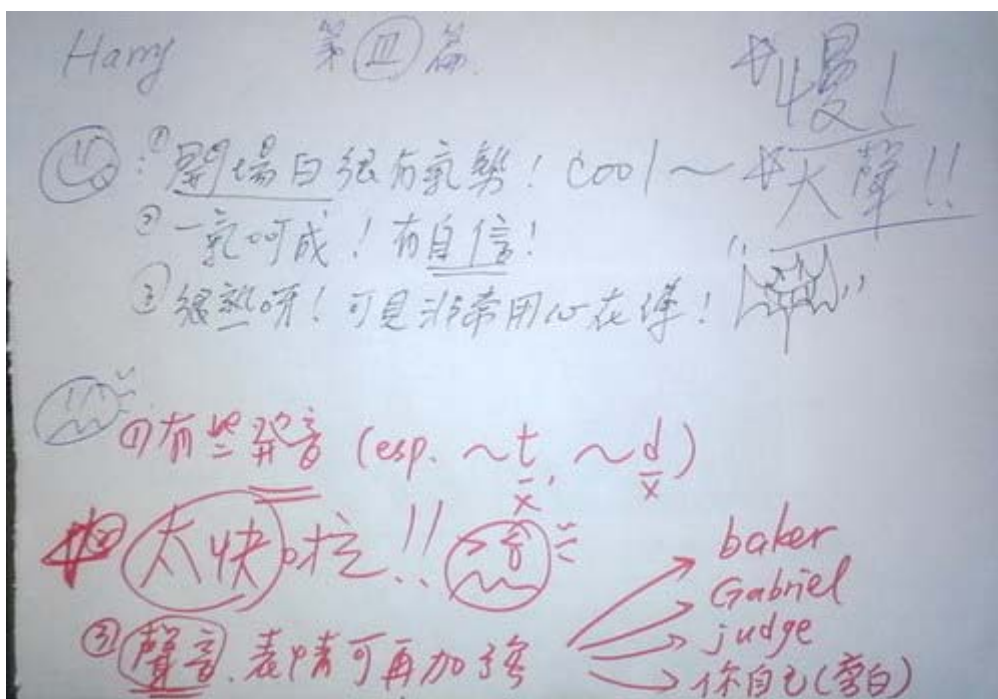 Harry 第Ⅲ篇.
慢!
大聲!!
:①開場白很有氣勢! cool~
②一氣呵成! 有自信!
③很熟呀! 可見非常用心在準!
①有些發音 (esp. ~t, ~d)
x x
太快啦!!
③聲音.表情可再加強
baker
Gabriel
judge
你自己(旁白)